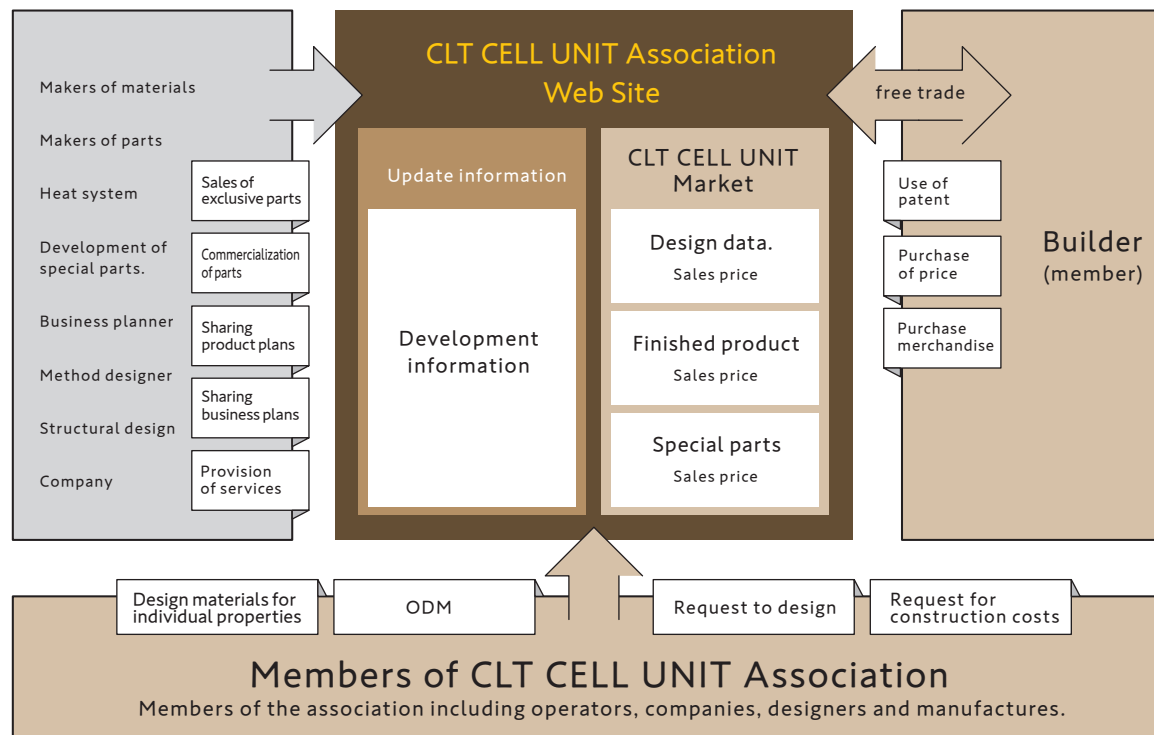 Makers of materials
Makers of parts
Heat system
Development of
special parts.
Business planner
Method designer
Structural design
Company
Sales of
exclusive parts
Commercialization
of parts
Sharing
product plans
Sharing
business plans
Provision
of services
CLT CELL UNIT Association
Web Site
Update information
Development
information
CLT CELL UNIT
Market
Design data.
Sales price
Finished product
Sales price
Special parts
Sales price
free trade
Use of
patent
Purchase
of price
Purchase
merchandise
Builder
(member)
Design materials for
individual properties
ODM
Request to design
Request for
construction costs
Members of CLT CELL UNIT Association
Members of the association including operators, companies, designers and manufactures.